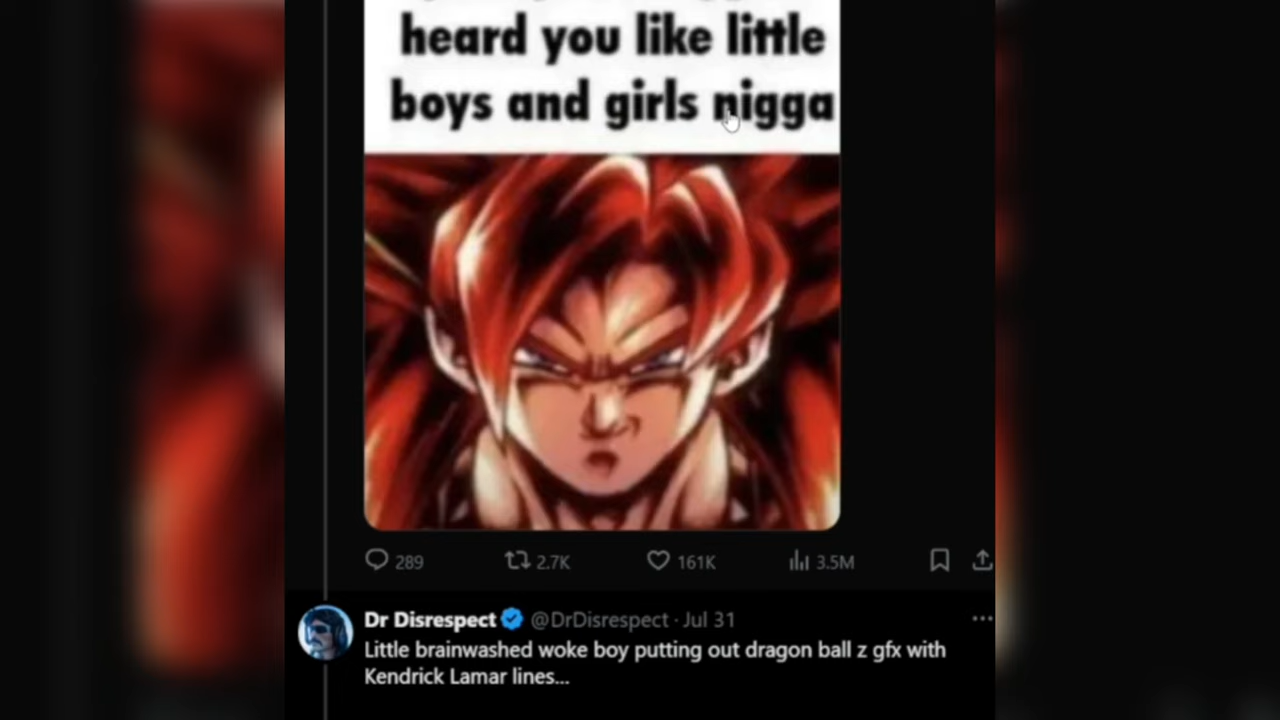 heard you like little
boys and girls nigga
289 2.7K 161K 3.5M
Dr Disrespect @DrDisrespect · Jul 31
Little brainwashed woke boy putting out dragon ball z gfx with
Kendrick Lamar lines...